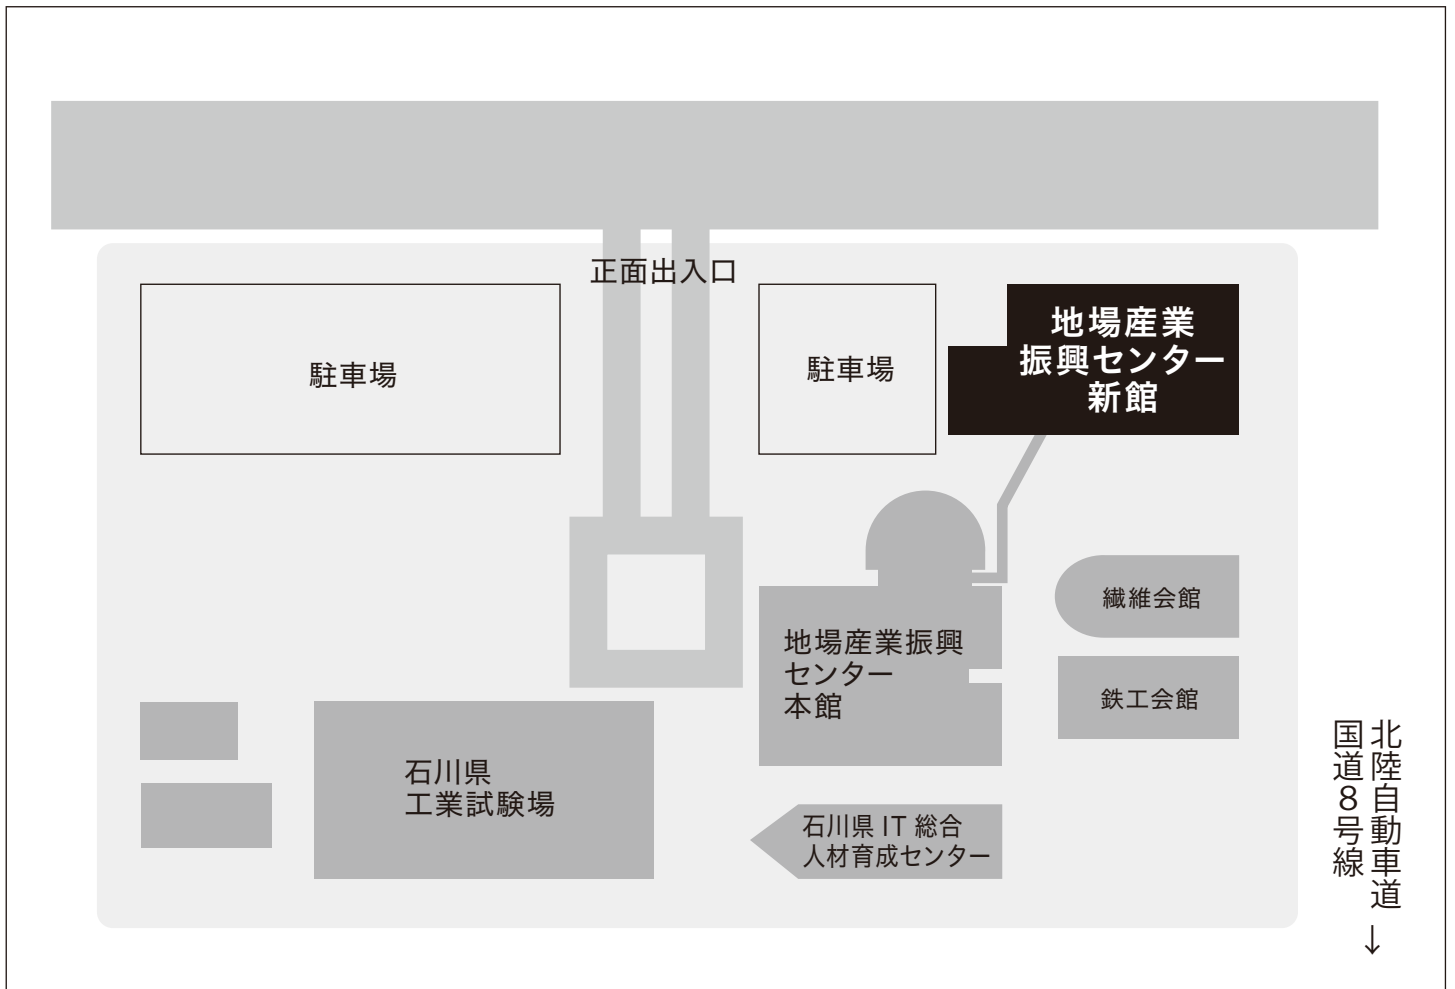 正面出入口
駐車場
駐車場
地場産業
振興センター
新館
繊維会館
地場産業振興
センター
本館
鉄工会館
石川県
工業試験場
石川県 IT 総合
人材育成センター
北陸自動車道
国道８号線
↓